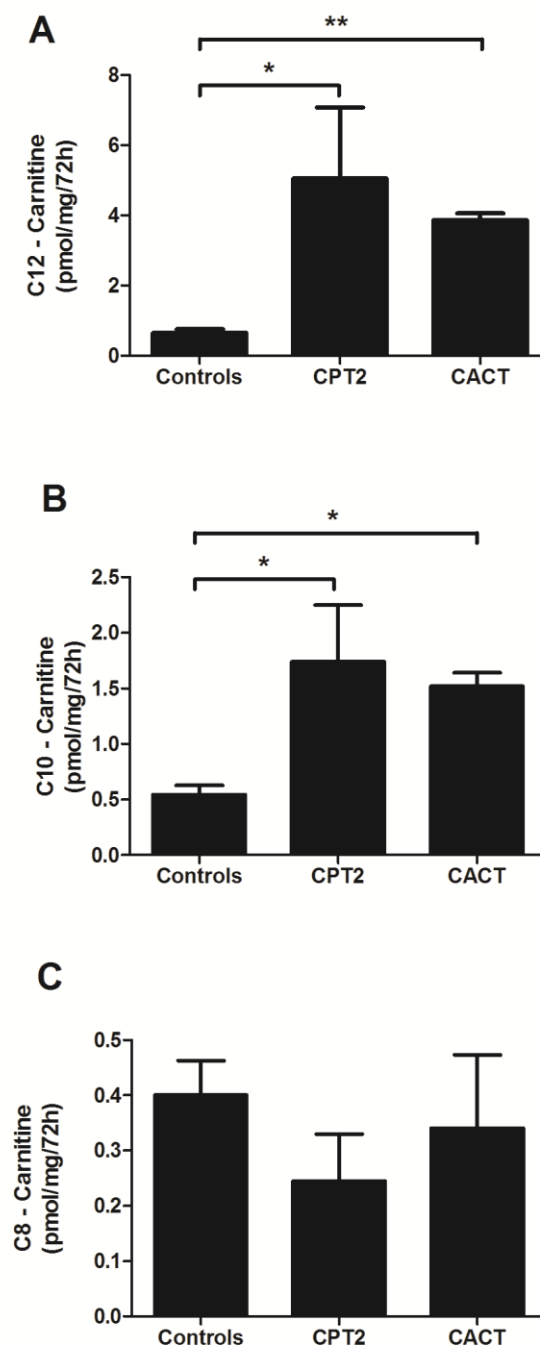 A
**
*
8
6
4
2
0
C12 - Carnitine
(pmol/mg/72h)
Controls CPT2 CACT
B
*
*
2.5
2.0
1.5
1.0
0.5
0.0
C10 - Carnitine
(pmol/mg/72h)
Controls CPT2 CACT
C
0.5
0.4
0.3
0.2
0.1
0.0
C8 - Carnitine
(pmol/mg/72h)
Controls CPT2 CACT